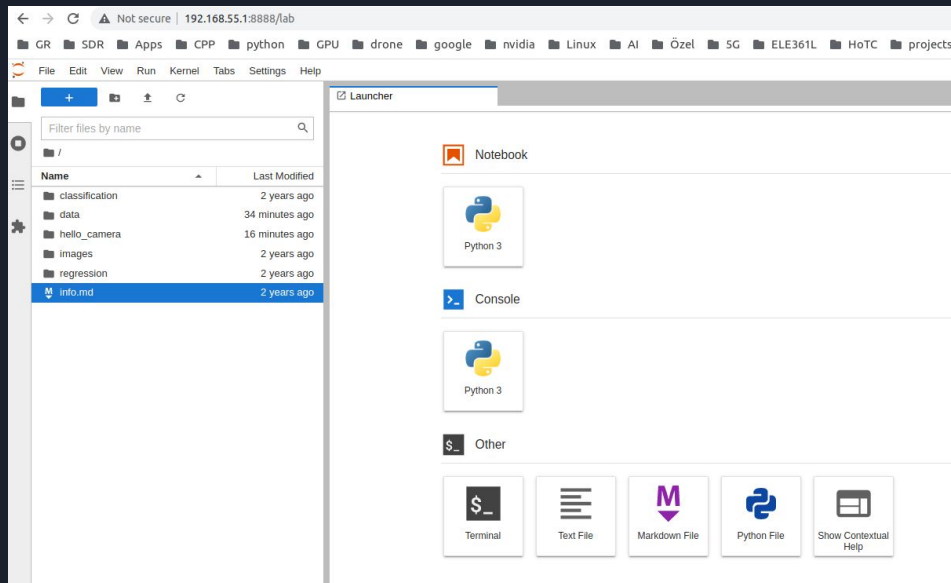 Not secure | 192.168.55.1:8888/lab
GR SDR Apps CPP python GPU drone google nvidia Linux AI Özel 5G ELE361L HoTC projects
File Edit View Run Kernel Tabs Settings Help
+
Launcher
Filter files by name
/
Name Last Modified
classification 2 years ago
data 34 minutes ago
hello_camera 16 minutes ago
images 2 years ago
regression 2 years ago
M info.md 2 years ago
Notebook
Python 3
>_ Console
Python 3
$_ Other
$_ M
Terminal Text File Markdown File Python File Show Contextual
Help